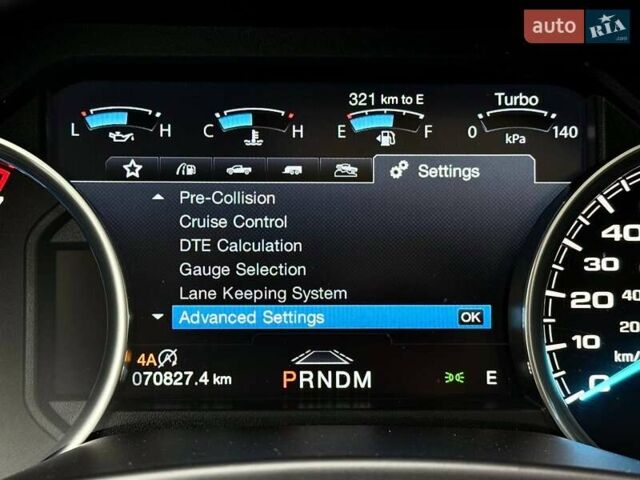 auto RIA.com
321 km to E
Turbo
L H C H E F 0 kPa 140
Settings
Pre-Collision
Cruise Control
DTE Calculation
Gauge Selection
Lane Keeping System
Advanced Settings OK
4A
070827.4 km
PRNDM
E
40
30
20
10
0
40
20
km/